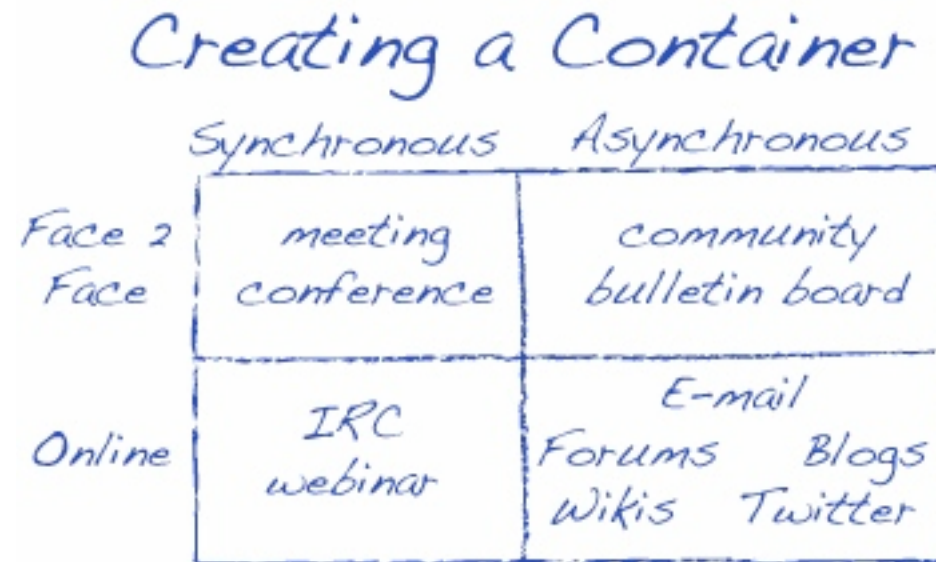 Creating a Container
Synchronous Asynchronous
Face 2 Face
meeting conference
community bulletin board
Online
IRC
webinar
E-mail
Forums Blogs
Wikis Twitter